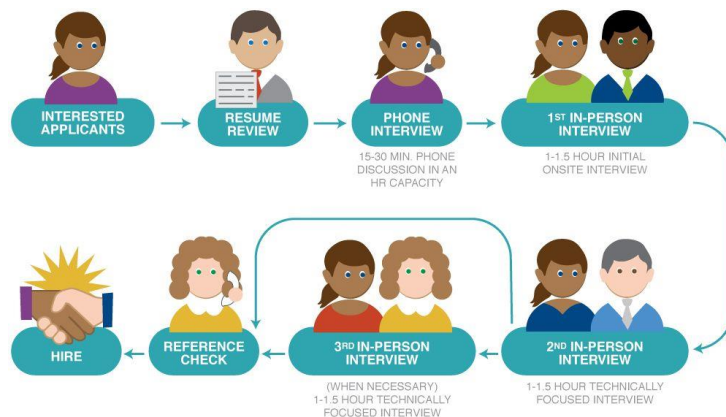 INTERESTED
APPLICANTS
RESUME
REVIEW
PHONE
INTERVIEW
15-30 MIN. PHONE
DISCUSSION IN AN
HR CAPACITY
1ST IN-PERSON
INTERVIEW
1-1.5 HOUR INITIAL
ONSITE INTERVIEW
2ND IN-PERSON
INTERVIEW
1-1.5 HOUR TECHNICALLY
FOCUSED INTERVIEW
3RD IN-PERSON
INTERVIEW
(WHEN NECESSARY)
1-1.5 HOUR TECHNICALLY
FOCUSED INTERVIEW
REFERENCE
CHECK
HIRE